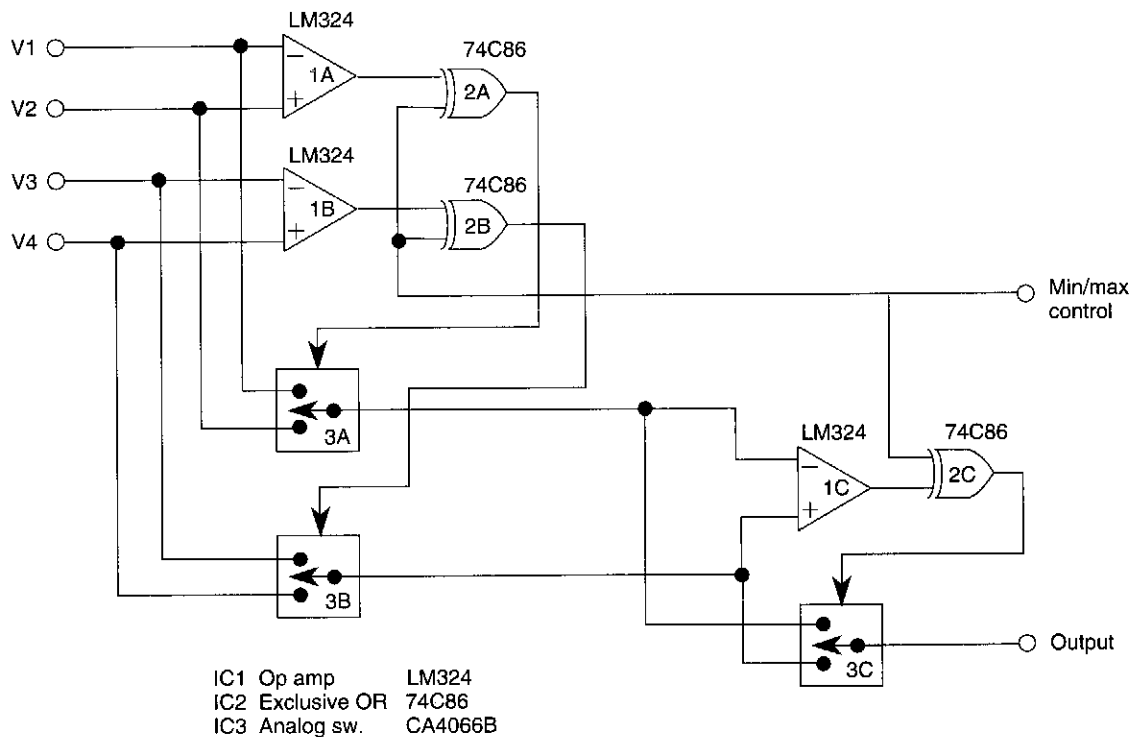 LM324
74C86
V1
−
1A
2A
V2
+
LM324
V3
−
74C86
1B
2B
V4
+
Min/max
control
3A
LM324
74C86
−
1C
2C
+
3B
Output
3C
IC1 Op amp LM324
IC2 Exclusive OR 74C86
IC3 Analog sw. CA4066B